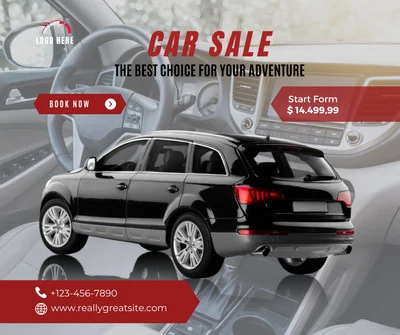 LOGO HERE
CAR SALE
THE BEST CHOICE FOR YOUR ADVENTURE
BOOK NOW
Start Form
$ 14.499,99
+123-456-7890
www.reallygreatsite.com